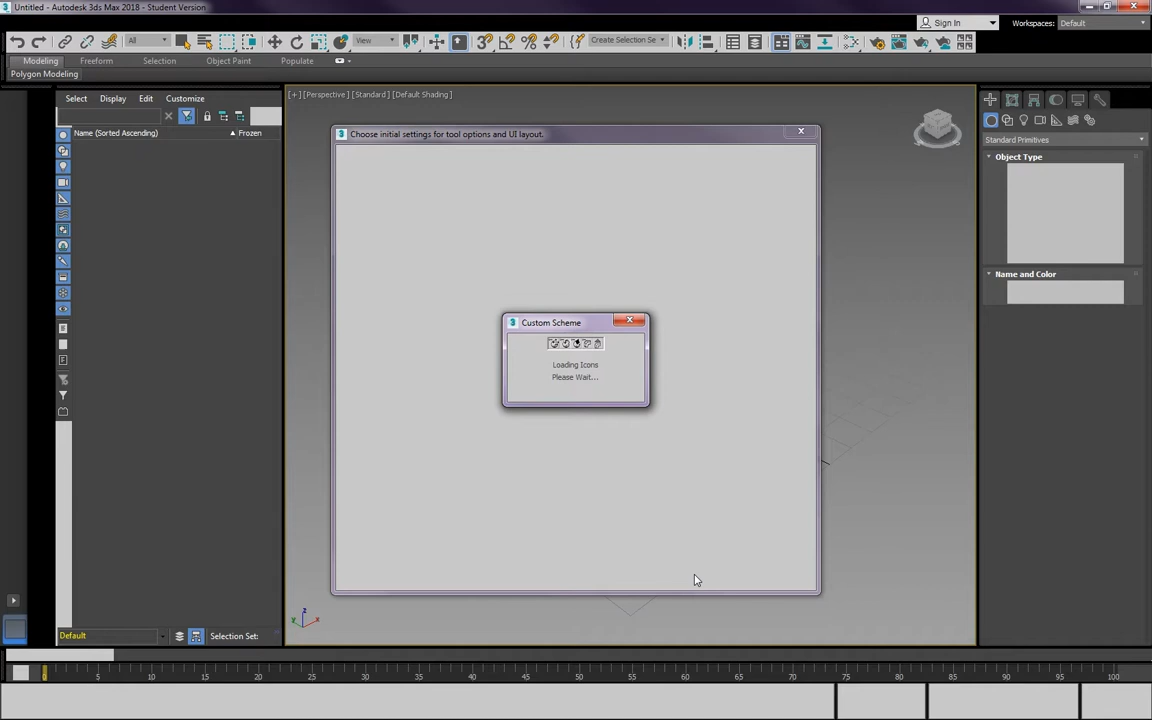 Untitled - Autodesk 3ds Max 2018 - Student Version
Sign In
Workspaces: Default
All
View
Create Selection Se
Modeling Freeform Selection Object Paint Populate
Polygon Modeling
Select Display Edit Customize
[+] [Perspective] [Standard] [Default Shading]
Name (Sorted Ascending) Frozen
Choose initial settings for tool options and UI layout.
Standard Primitives
Object Type
Name and Color
Custom Scheme
Loading Icons
Please Wait...
z
y x
Default
Selection Set:
0 5 10 15 20 25 30 35 40 45 50 55 60 65 70 75 80 85 90 95 100